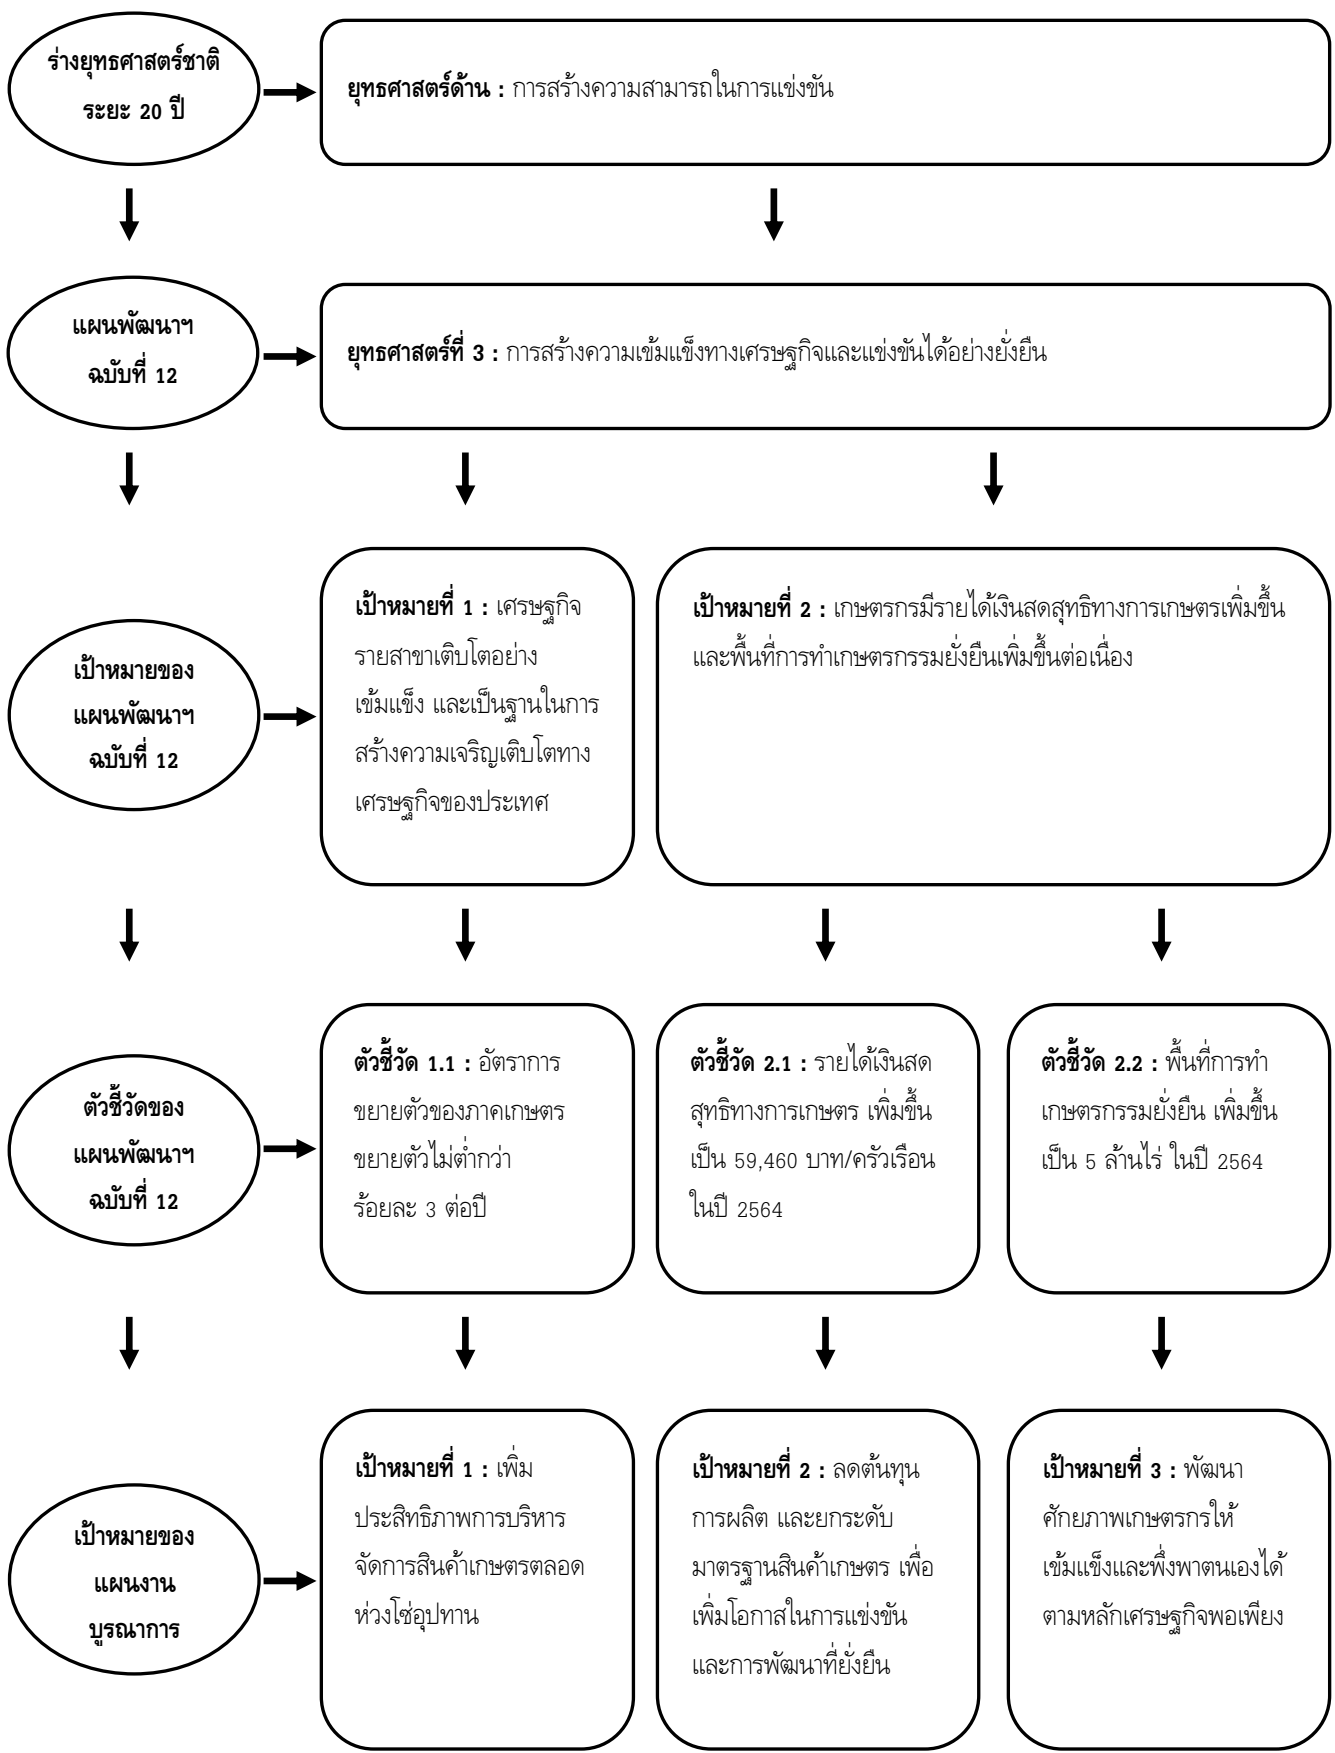 ร่างยุทธศาสตร์ชาติ
ระยะ 20 ปี
ยุทธศาสตร์ด้าน : การสร้างความสามารถในการแข่งขัน
แผนพัฒนาฯ
ฉบับที่ 12
ยุทธศาสตร์ที่ 3 : การสร้างความเข้มแข็งทางเศรษฐกิจและแข่งขันได้อย่างยั่งยืน
เป้าหมายของ
แผนพัฒนาฯ
ฉบับที่ 12
เป้าหมายที่ 1 : เศรษฐกิจ
รายสาขาเติบโตอย่าง
เข้มแข็ง และเป็นฐานในการ
สร้างความเจริญเติบโตทาง
เศรษฐกิจของประเทศ
เป้าหมายที่ 2 : เกษตรกรมีรายได้เงินสดสุทธิทางการเกษตรเพิ่มขึ้น
และพื้นที่การทำเกษตรกรรมยั่งยืนเพิ่มขึ้นต่อเนื่อง
ตัวชี้วัดของ
แผนพัฒนาฯ
ฉบับที่ 12
ตัวชี้วัด 1.1 : อัตราการ
ขยายตัวของภาคเกษตร
ขยายตัวไม่ต่ำกว่า
ร้อยละ 3 ต่อปี
ตัวชี้วัด 2.1 : รายได้เงินสด
สุทธิทางการเกษตร เพิ่มขึ้น
เป็น 59,460 บาท/ครัวเรือน
ในปี 2564
ตัวชี้วัด 2.2 : พื้นที่การทำ
เกษตรกรรมยั่งยืน เพิ่มขึ้น
เป็น 5 ล้านไร่ ในปี 2564
เป้าหมายของ
แผนงาน
บูรณาการ
เป้าหมายที่ 1 : เพิ่ม
ประสิทธิภาพการบริหาร
จัดการสินค้าเกษตรตลอด
ห่วงโซ่อุปทาน
เป้าหมายที่ 2 : ลดต้นทุน
การผลิต และยกระดับ
มาตรฐานสินค้าเกษตร เพื่อ
เพิ่มโอกาสในการแข่งขัน
และการพัฒนาที่ยั่งยืน
เป้าหมายที่ 3 : พัฒนา
ศักยภาพเกษตรกรให้
เข้มแข็งและพึ่งพาตนเองได้
ตามหลักเศรษฐกิจพอเพียง